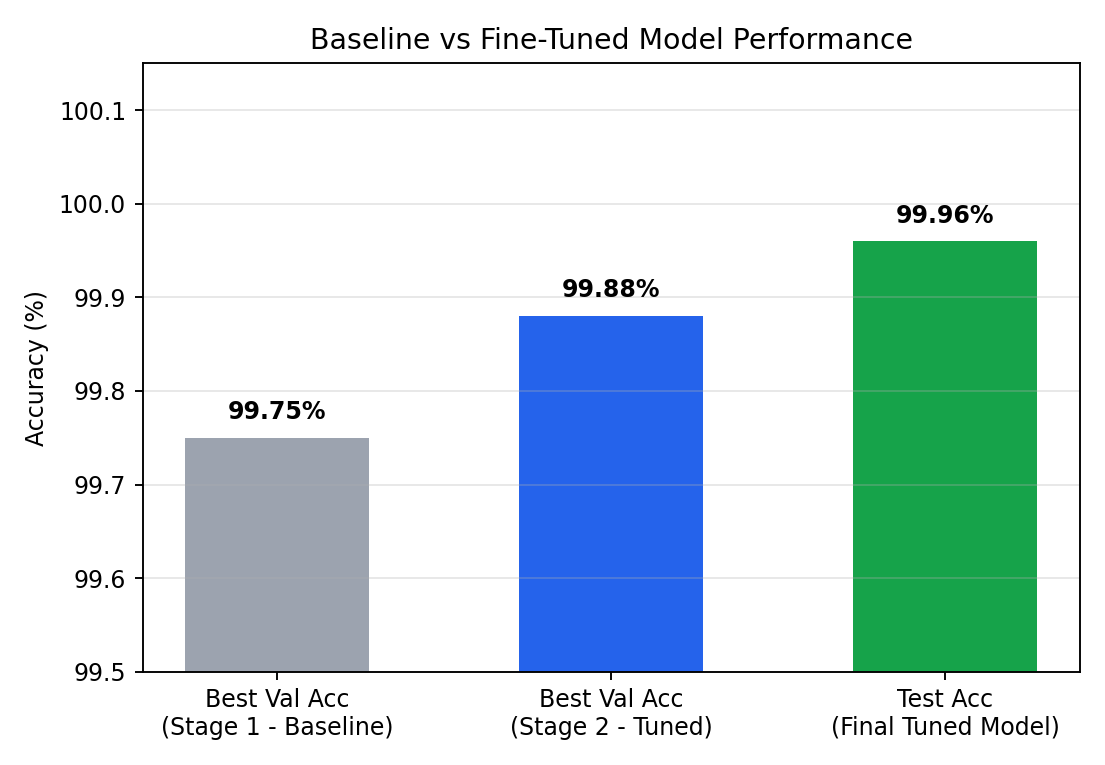 Baseline vs Fine-Tuned Model Performance
Accuracy (%)
100.1
100.0
99.9
99.8
99.7
99.6
99.5
99.75%
99.88%
99.96%
Best Val Acc
(Stage 1 - Baseline)
Best Val Acc
(Stage 2 - Tuned)
Test Acc
(Final Tuned Model)